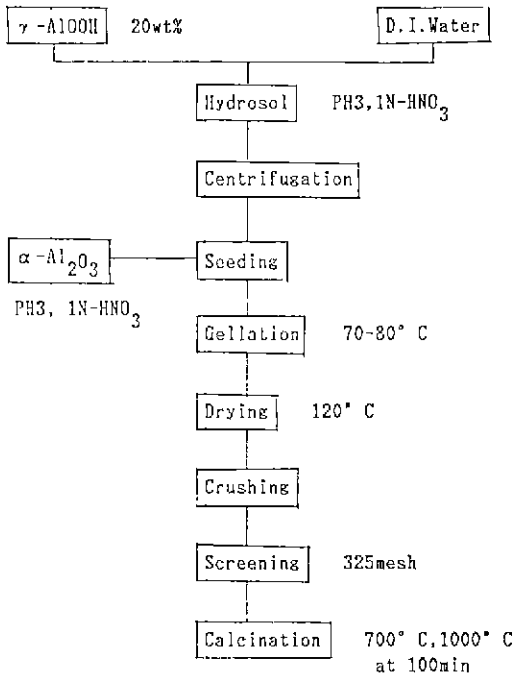 γ-AlOOH 20wt% D.I.Water
Hydrosol PH3,1N-HNO3
Centrifugation
α-Al2O3 Seeding
PH3, 1N-HNO3
Gellation 70-80° C
Drying 120° C
Crushing
Screening 325mesh
Calcination 700° C,1000° C
at 100min